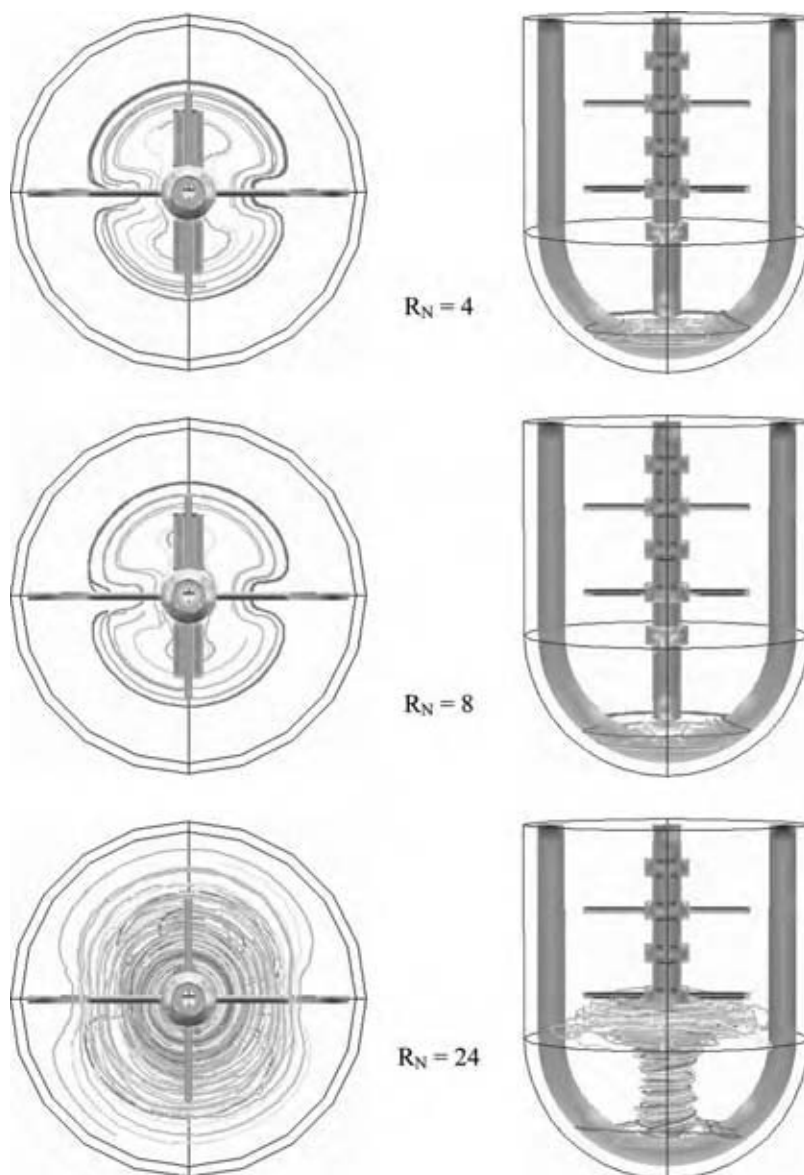 R_N = 4
R_N = 8
R_N = 24